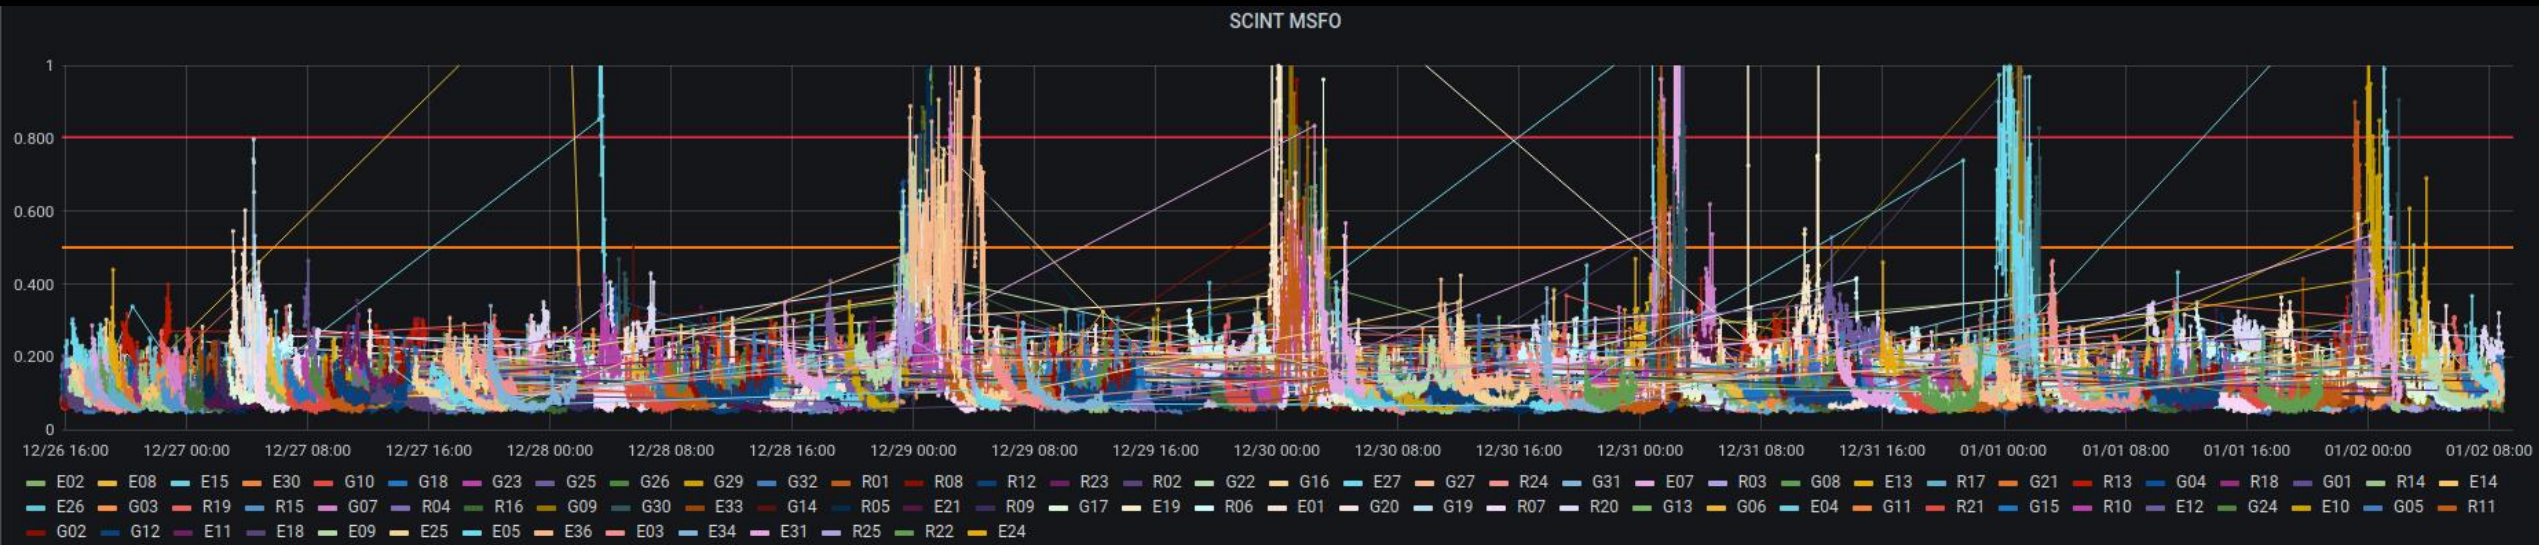 SCINT MSFO
1
0.800
0.600
0.400
0.200
0
12/26 16:00 12/27 00:00 12/27 08:00 12/27 16:00 12/28 00:00 12/28 08:00 12/28 16:00 12/29 00:00 12/29 08:00 12/29 16:00 12/30 00:00 12/30 08:00 12/30 16:00 12/31 00:00 12/31 08:00 12/31 16:00 01/01 00:00 01/01 08:00 01/01 16:00 01/02 00:00 01/02 08:00
E02 E08 E15 E30 G10 G18 G23 G25 G26 G29 G32 R01 R08 R12 R23 R02 G22 G16 E27 G27 R24 G31 E07 R03 G08 E13 R17 G21 R13 G04 R18 G01 R14 E14
E26 G03 R19 R15 G07 R04 R16 G09 G30 E33 G14 R05 E21 R09 G17 E19 R06 E01 G20 G19 R07 R20 G13 G06 E04 G11 R21 G15 R10 E12 G24 E10 G05 R11
G02 G12 E11 E18 E09 E25 E05 E36 E03 E34 E31 R25 R22 E24